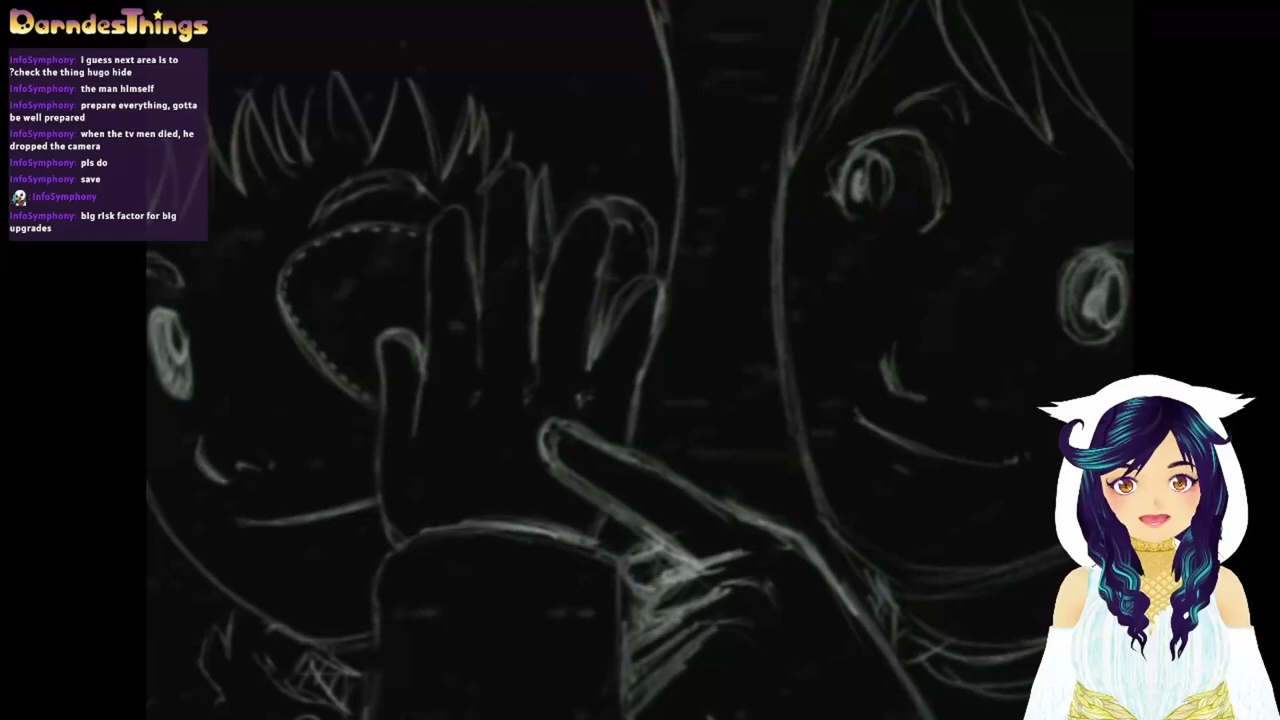 DarndesThings
InfoSymphony: I guess next area is to
?check the thing hugo hide
InfoSymphony: the man himself
InfoSymphony: prepare everything, gotta
be well prepared
InfoSymphony: when the tv men died, he
dropped the camera
InfoSymphony: pls do
InfoSymphony: save
: InfoSymphony
InfoSymphony: big risk factor for big
upgrades